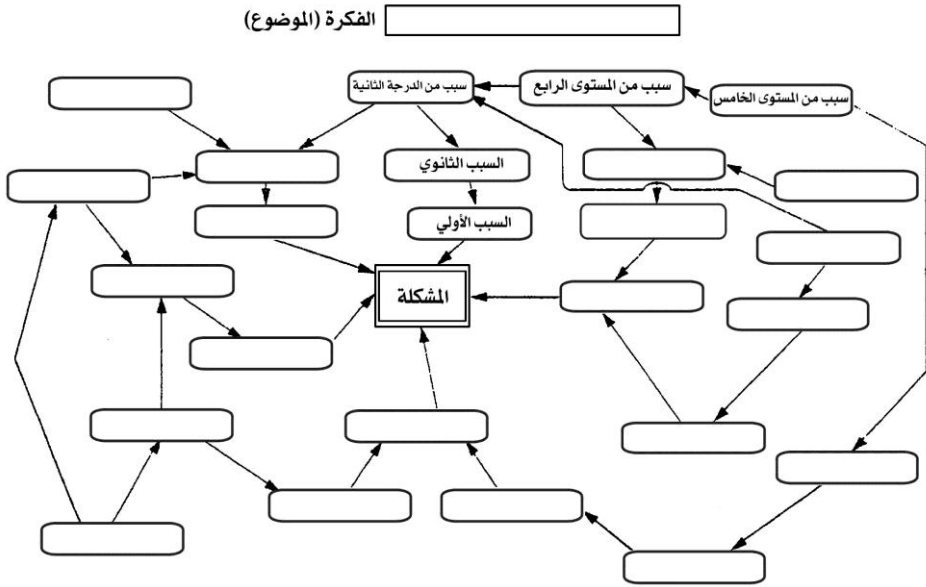 الفكرة (الموضوع)
سبب من الدرجة الثانية
سبب من المستوى الرابع
سبب من المستوى الخامس
السبب الثانوي
السبب الأولي
المشكلة